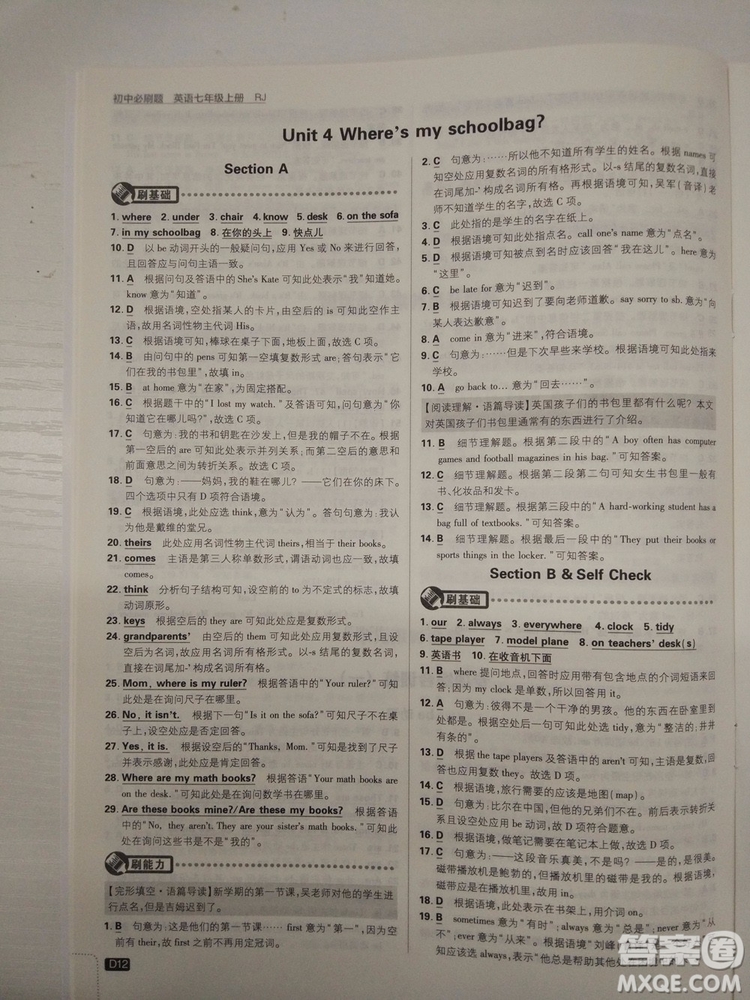 初中必刷题 英语七年级上册 RJ
Unit 4 Where's my schoolbag?
Section A
刷基础
1. where 2. under 3. chair 4. know 5. desk 6. on the sofa
7. in my schoolbag 8. 在你的头上 9. 快点儿
10. D 以 be 动词开头的一般疑问句，应用 Yes 或 No 来回答，
且回答应与问句主语一致。
11. A 根据问句及答语中的 She's Kate 可知此处表示“我”知道她。
know 意为“知道”。
12. D 根据语境，空处指某人的卡片，由空后的 is 可知此空作主
语，故用名词性物主代词 His。
13. C 根据语境可知，棒球在桌子下面，地板上面，故选 C 项。
14. B 由问句中的 pens 可知第一空填复数形式 are；答句表示“它
们在我的书包里”，故填 in。
15. B at home 意为“在家”，为固定搭配。
16. C 根据题干中的“I lost my watch.”及答语可知，问句意为“你
知道它在哪儿吗？”，故选 C 项。
17. C 句意为：我的书和钥匙在沙发上，但是我的帽子不在。根
据第一空后的 are 可知此处表示并列关系；而第二空后的意思和
前面意思表示转折关系。故选 C 项。
18. D 句意为：——妈妈，我的鞋在哪儿？——它们在你的床下。
四个选项中只有 D 项符合语境。
19. C 根据语境，此处应选 think，意为“认为”。答句句意为：我认
为他是戴维的堂兄。
20. theirs 此处应用名词性物主代词 theirs，相当于 their books。
21. comes 主语是第三人称单数形式，谓语动词也应一致，故填
comes。
22. think 分析句子结构可知，设空前的 to 为不定式的标志，故填
动词原形。
23. keys 根据空后的 they are 可知此处应是复数形式。
24. grandparents' 由空后的名词 room 可知此空应用名词所有
格形式作定语，故应用名词所有格形式。以 -s 结尾的复数名词，
直接在词尾加 -' 构成名词所有格形式。
25. Mom, where is my ruler? 根据答语中的“Your ruler?”可知
此处是在询问尺子在哪里。
26. No, it isn't. 根据下一句“Is it on the sofa?”可知尺子不在桌
子上，设空处应是否定回答。
27. Yes, it is. 根据设空后的“Thanks, Mom.”可知是找到了尺子
并表示感谢，此处应是肯定回答。
28. Where are my math books? 根据答语“Your math books are
on the desk.”可知此处是在询问数学书在哪里。
29. Are these books mine?/Are these my books? 根据答语
中的“No, they aren't. They are your sister's math books.”可知此
处在询问这些书是不是“我的”。
刷能力
【完形填空·语篇导读】新学期的第一节课，吴老师对他的学生进
行点名，但是吉姆迟到了。
1. B 句意为：这是他们的第一节课…… first 意为“第一”，因为空
前有 their，故 first 之前不再用定冠词。
D12
2. C 句意为：……所以他不知道所有学生的姓名。根据 names 可
知空处应用复数名词的所有格形式。以 -s 结尾的复数名词，直接
在词尾加 -' 构成所有格形式。根据语境可知，吴军（音译）老
师不知道学生的名字，故选 C 项。
3. C 此处指的是学生的名字在纸上。
4. D 根据语境可知此处指点名。call one's name 意为“点名”。
5. D 根据语境可知被点到名时应该回答“我在这儿”。here 意为
“这里”。
6. C be late for 意为“迟到”。
7. B 根据语境可知迟到了要向老师道歉。say sorry to sb. 意为“向
某人表达歉意”。
8. A come in 意为“进来”，符合语境。
9. C 句意为：……但是下次早些来学校。根据语境可知此处指来
学校。
10. A go back to... 意为“回去……”。
【阅读理解·语篇导读】英国孩子们的书包里都有什么呢？本文
对英国孩子们书包里通常有的东西进行了介绍。
11. B 细节理解题。根据第二段中的“A boy often has computer
games and football magazines in his bag.”可知答案。
12. C 细节理解题。根据第二段第二句可知女生书包里一般有
书、化妆品和发卡。
13. C 细节理解题。根据第三段中的“A hard-working student has a
bag full of textbooks.”可知答案。
14. B 细节理解题。根据最后一段中的“They put their books or
sports things in the locker.”可知答案。
Section B & Self Check
刷基础
1. our 2. always 3. everywhere 4. clock 5. tidy
6. tape player 7. model plane 8. on teachers' desk(s)
9. 英语书 10. 在收音机下面
11. B where 提问地点，回答时应用带有包含地点的介词短语来回
答；因为 my clock 是单数，所以回答应用 it。
12. A 句意为：彼得是不是一个干净的男孩。他的东西在卧室里到
处都是。根据空处后一句可知此处选 tidy，意为“整洁的；井井
有条的”。
13. D 根据 the tape players 及答语中的 on the sofa 可知问句中的
be 动词应用复数形式。故选 D 项。
14. C 根据语境，旅行需要的应该是地图（map）。
15. D 句意为：比尔在中国，但他的父母不在。由 but 表示转折关
系可知，空处应用 be 动词，故填 aren't。
16. D 根据语境，做笔记需要在笔记本上做，故选 D 项。
17. C 句意为：——这段音乐真美，不是吗？——是的，是很美。
磁带播放机是鲍勃的，但是磁带是我的。
18. D 根据语境，此处表示在书架上，用介词 on。
19. B sometimes 意为“有时”；always 意为“总是”；ever 意为
答案圈